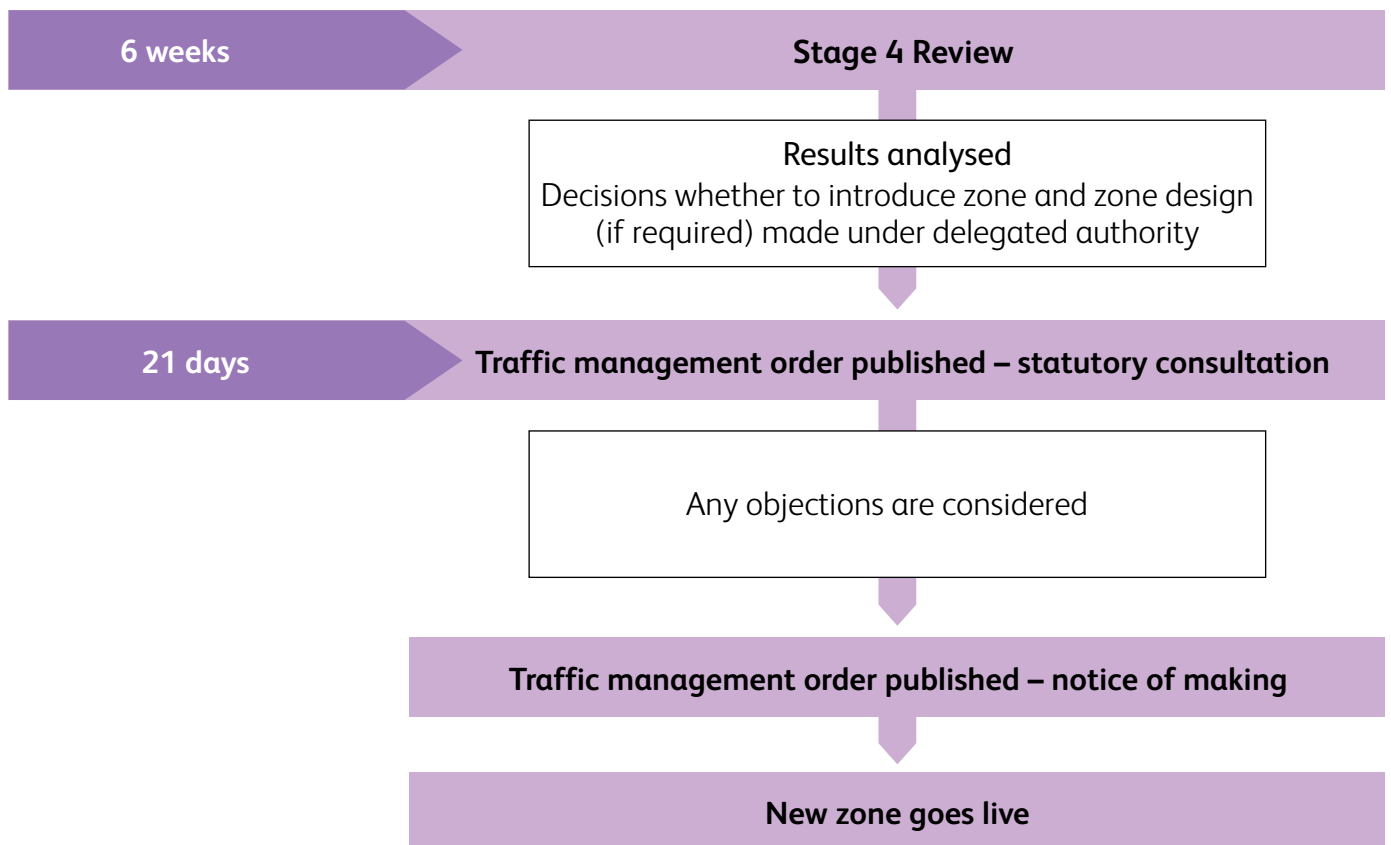 6 weeks
Stage 4 Review
Results analysed
Decisions whether to introduce zone and zone design
(if required) made under delegated authority
21 days
Traffic management order published – statutory consultation
Any objections are considered
Traffic management order published – notice of making
New zone goes live